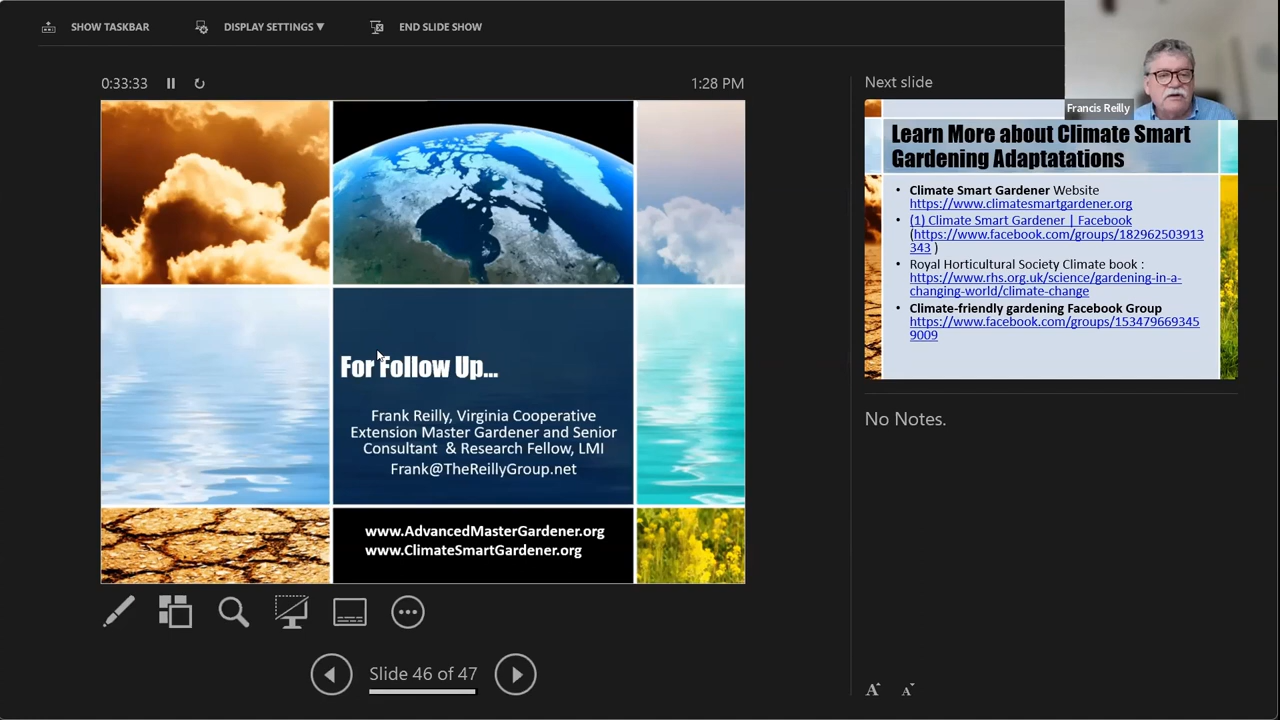 SHOW TASKBAR
DISPLAY SETTINGS ▼
END SLIDE SHOW
0:33:33
1:28 PM
For Follow Up...
Frank Reilly, Virginia Cooperative
Extension Master Gardener and Senior
Consultant & Research Fellow, LMI
Frank@TheReillyGroup.net
www.AdvancedMasterGardener.org
www.ClimateSmartGardener.org
Slide 46 of 47
Next slide
Francis Reilly
Learn More about Climate Smart
Gardening Adaptatations
• Climate Smart Gardener Website
https://www.climatesmartgardener.org
• (1) Climate Smart Gardener | Facebook
(https://www.facebook.com/groups/182962503913
343 )
• Royal Horticultural Society Climate book :
https://www.rhs.org.uk/science/gardening-in-a-
changing-world/climate-change
• Climate-friendly gardening Facebook Group
https://www.facebook.com/groups/153479669345
9009
No Notes.
A A